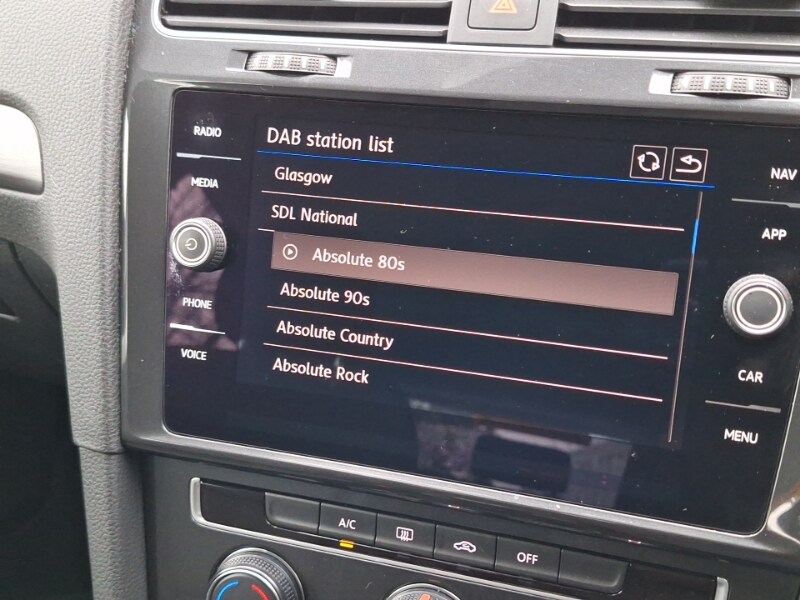 RADIO
MEDIA
PHONE
VOICE
DAB station list
Glasgow
SDL National
Absolute 80s
Absolute 90s
Absolute Country
Absolute Rock
NAV
APP
CAR
MENU
A/C
OFF